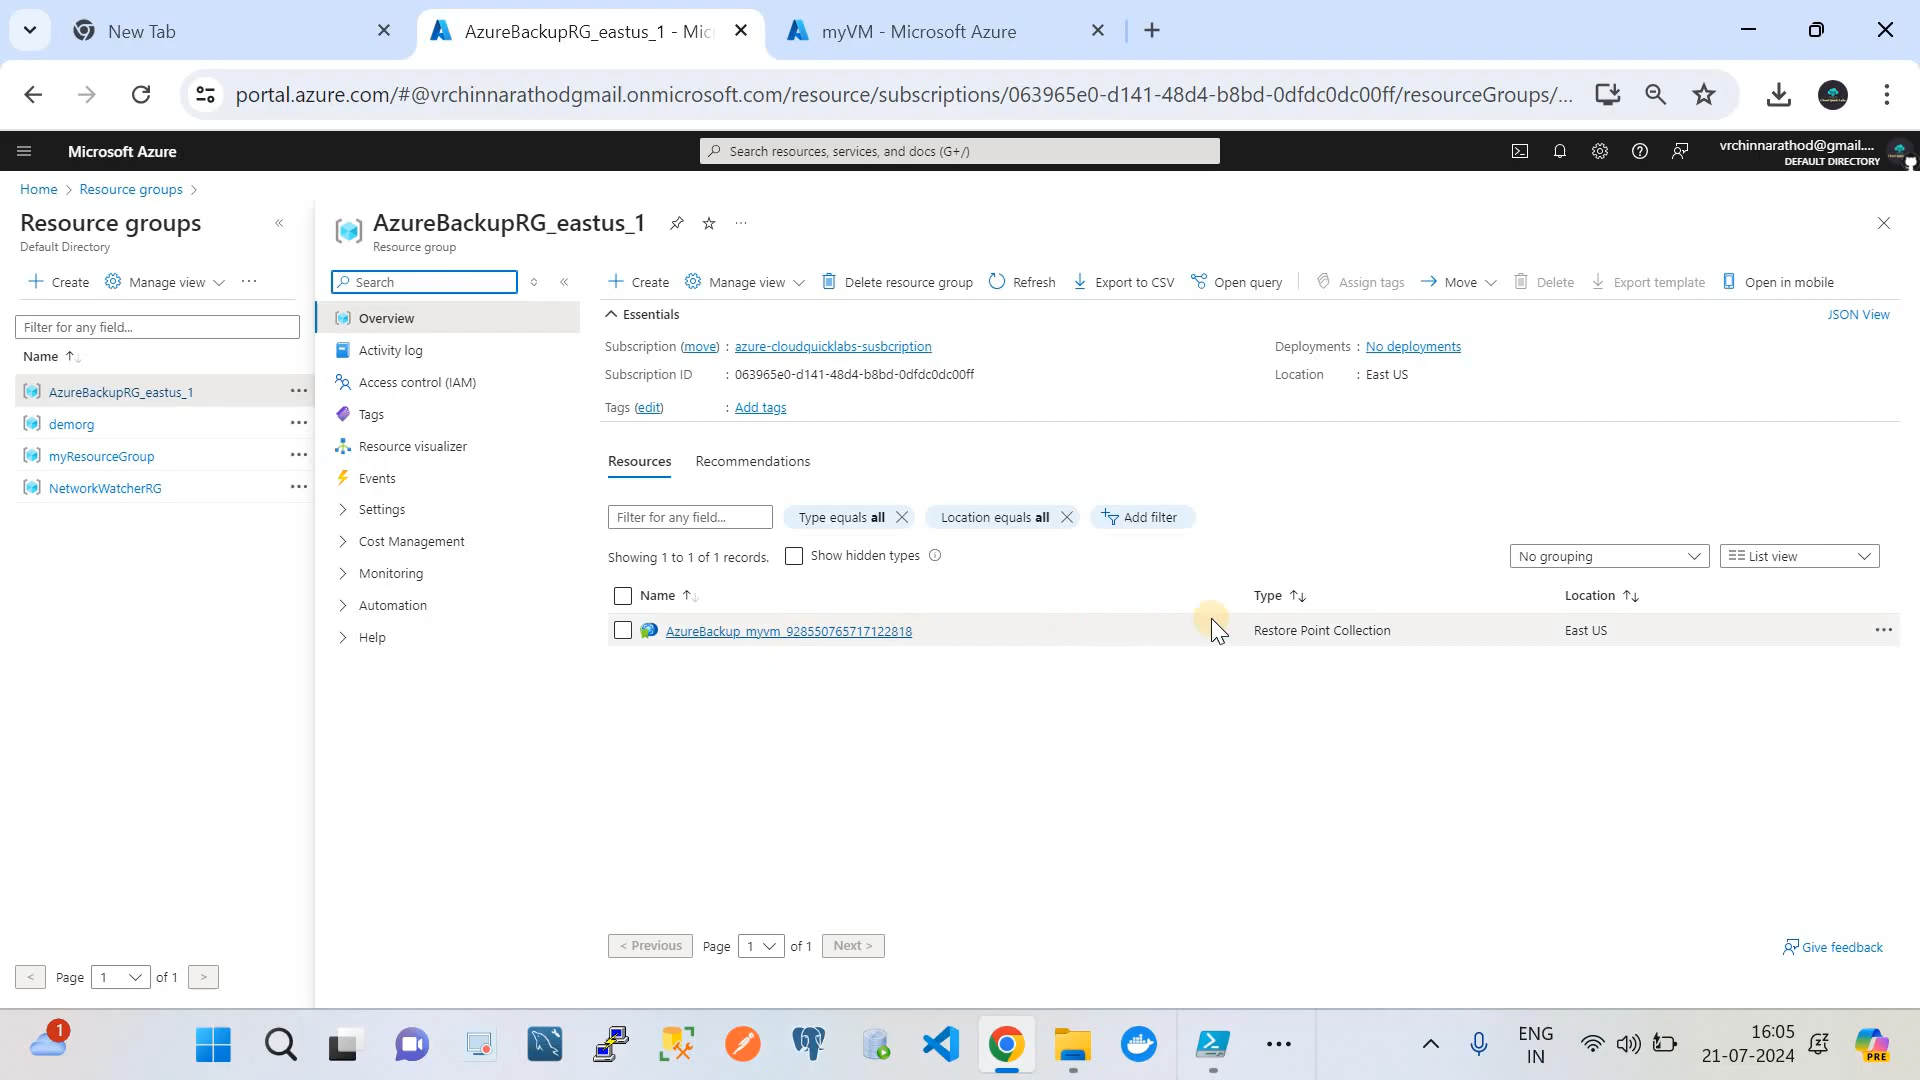 New Tab
AzureBackupRG_eastus_1 - Mic
myVM - Microsoft Azure
portal.azure.com/#@vrchinnarathodgmail.onmicrosoft.com/resource/subscriptions/063965e0-d141-48d4-b8bd-0dfdc0dc00ff/resourceGroups/...
Microsoft Azure
Search resources, services, and docs (G+/)
vrchinnarathod@gmail....
DEFAULT DIRECTORY
Home > Resource groups >
Resource groups
Default Directory
Create Manage view ...
Filter for any field...
Name ↑↓
AzureBackupRG_eastus_1 ...
demorg ...
myResourceGroup ...
NetworkWatcherRG ...
< Page 1 of 1 >
AzureBackupRG_eastus_1 ...
Resource group
Search
Overview
Activity log
Access control (IAM)
Tags
Resource visualizer
Events
Settings
Cost Management
Monitoring
Automation
Help
Create Manage view Delete resource group Refresh Export to CSV Open query Assign tags Move Delete Export template Open in mobile
Essentials
JSON View
Subscription (move) : azure-cloudquicklabs-susbcription
Deployments : No deployments
Subscription ID : 063965e0-d141-48d4-b8bd-0dfdc0dc00ff
Location : East US
Tags (edit) : Add tags
Resources Recommendations
Filter for any field... Type equals all Location equals all Add filter
Showing 1 to 1 of 1 records. Show hidden types
No grouping List view
Name ↑↓ Type ↑↓ Location ↑↓
AzureBackup_myvm_928550765717122818 Restore Point Collection East US ...
< Previous Page 1 of 1 Next >
Give feedback
1
ENG
IN
16:05
21-07-2024
PRE